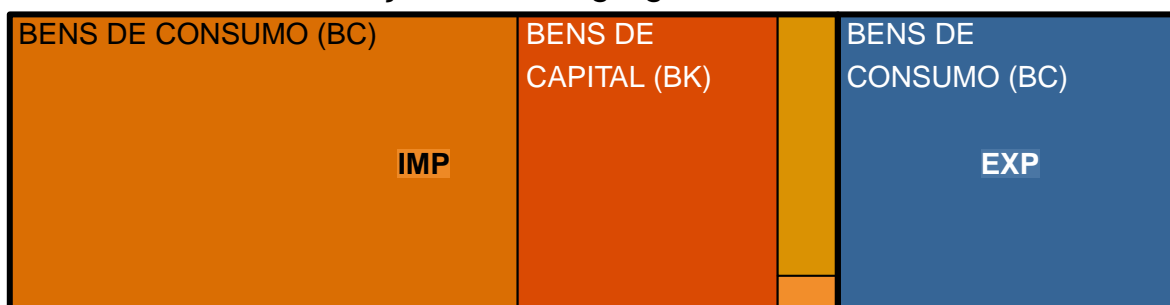 BENS DE CONSUMO (BC)
BENS DE
CAPITAL (BK)
BENS DE
CONSUMO (BC)
IMP
EXP